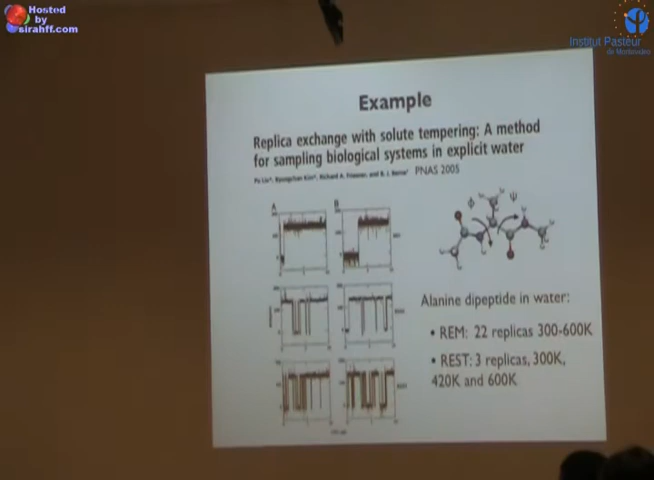 Hosted
by
sirahff.com
Institut Pasteur
de Montevideo
Example
Replica exchange with solute tempering: A method
for sampling biological systems in explicit water
PNAS 2005
A B
Φ Ψ
Alanine dipeptide in water:
• REM: 22 replicas 300-600K
• REST: 3 replicas, 300K,
420K and 600K